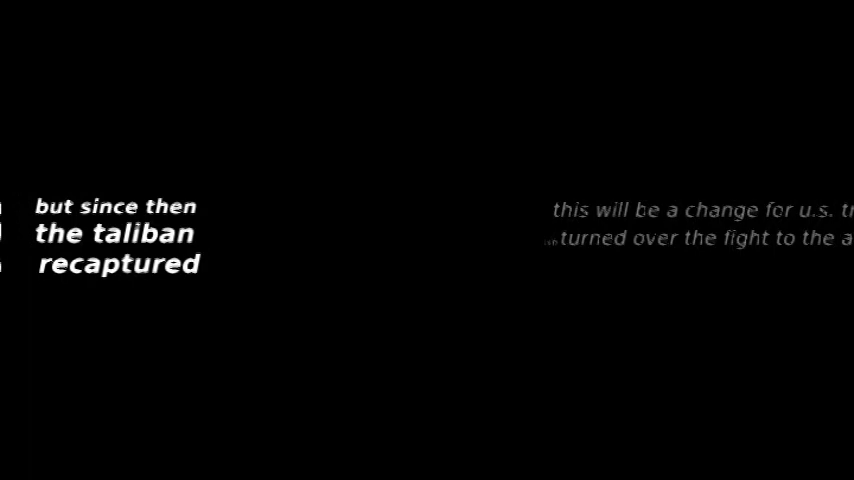 but since then
the taliban
recaptured
this will be a change for u.s.
turned over the fight to the